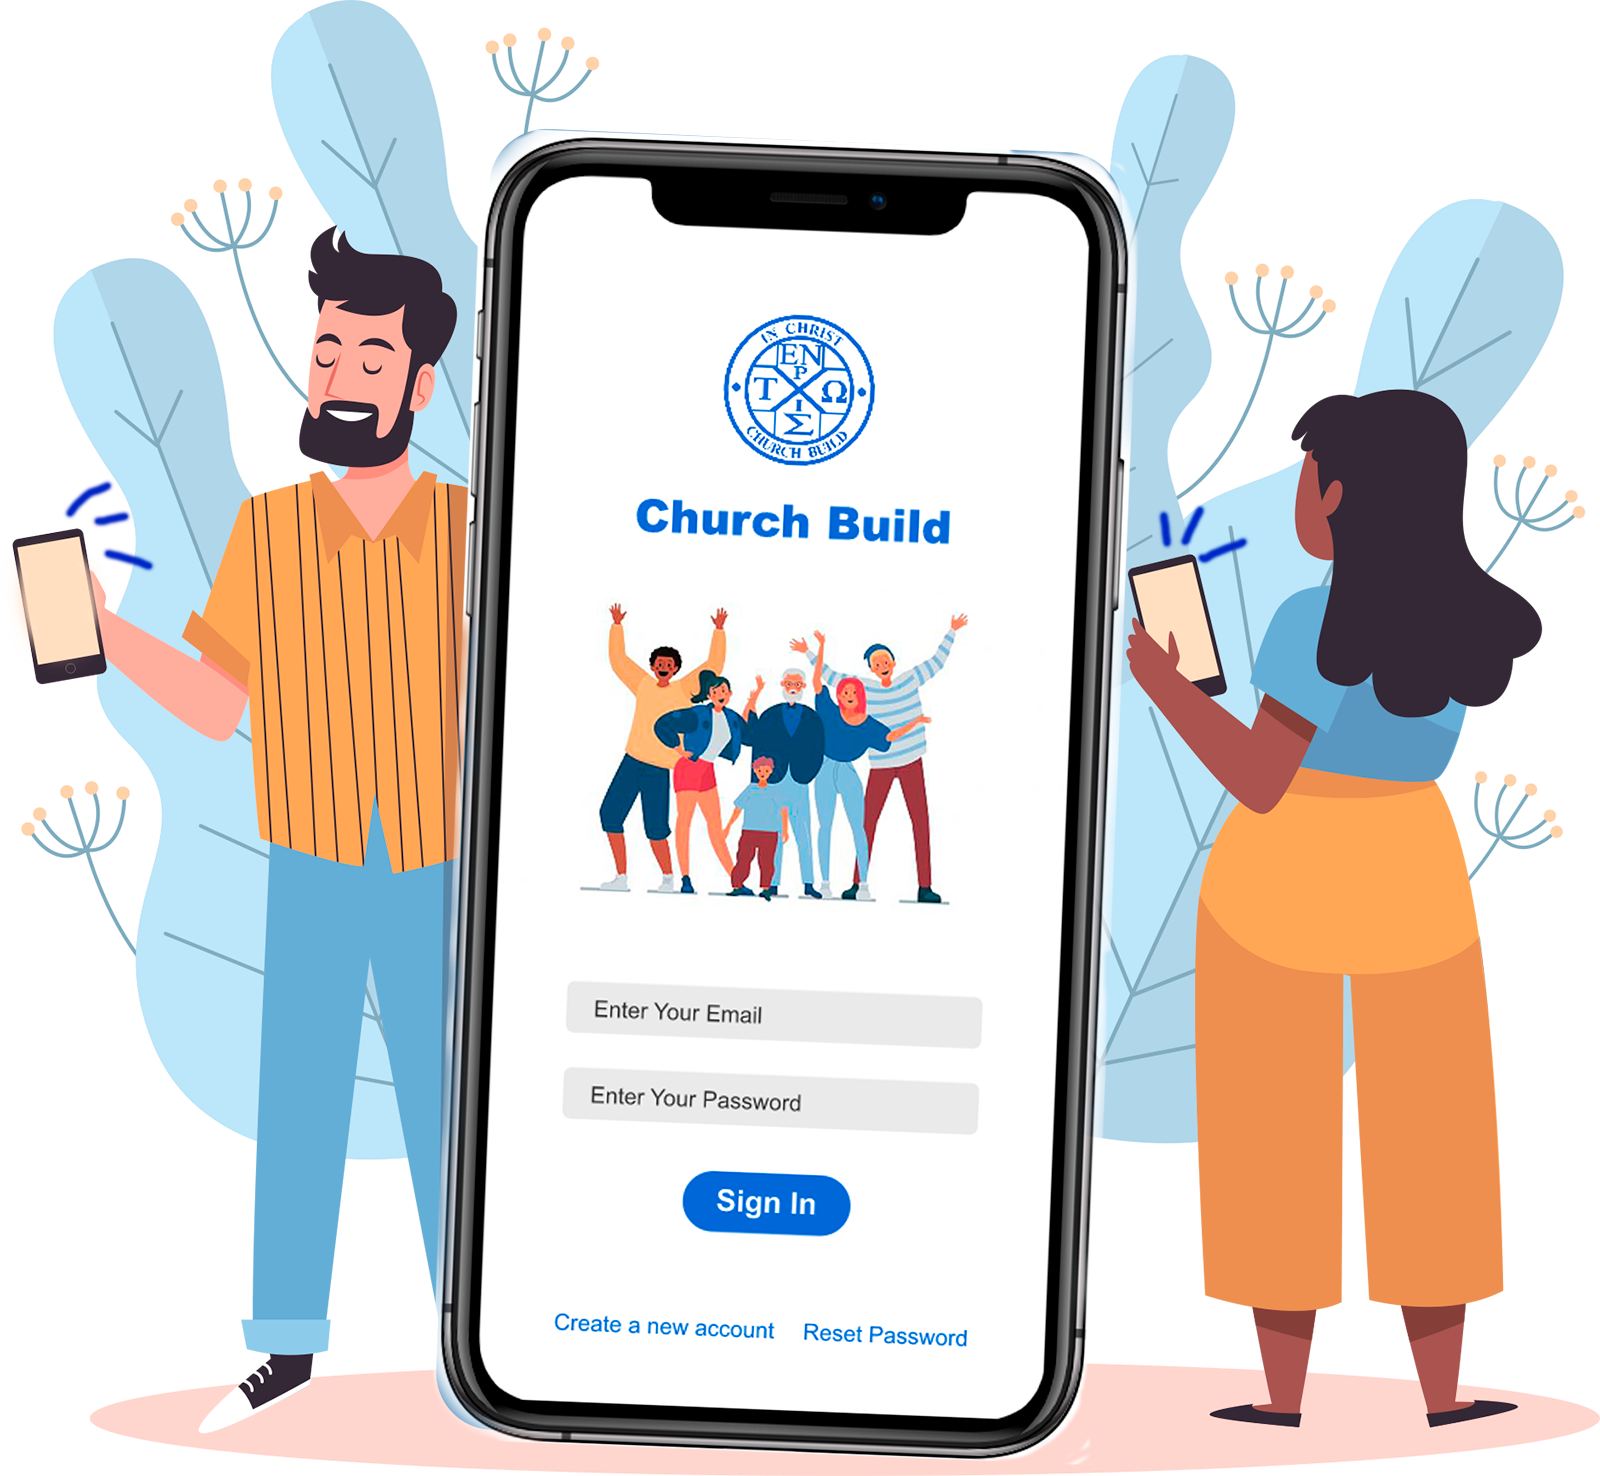 IN CHRIST
EN
P
T Ω
I
Σ
CHURCH BUILD
Church Build
Enter Your Email
Enter Your Password
Sign In
Create a new account Reset Password